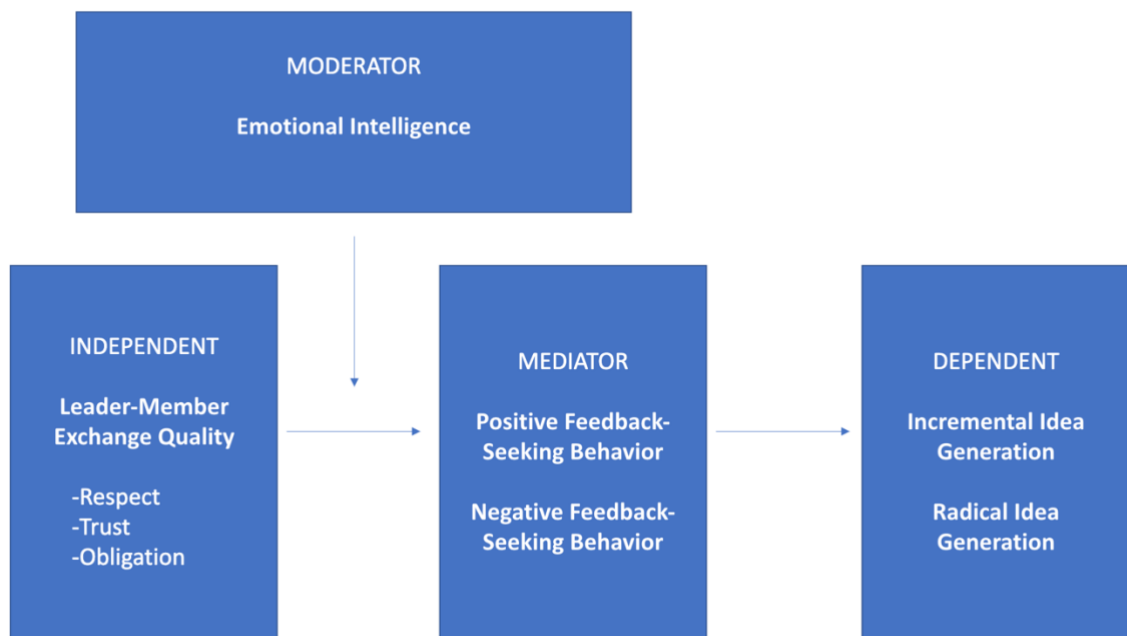 MODERATOR
Emotional Intelligence
INDEPENDENT
Leader-Member
Exchange Quality
-Respect
-Trust
-Obligation
MEDIATOR
Positive Feedback-
Seeking Behavior
Negative Feedback-
Seeking Behavior
DEPENDENT
Incremental Idea
Generation
Radical Idea
Generation